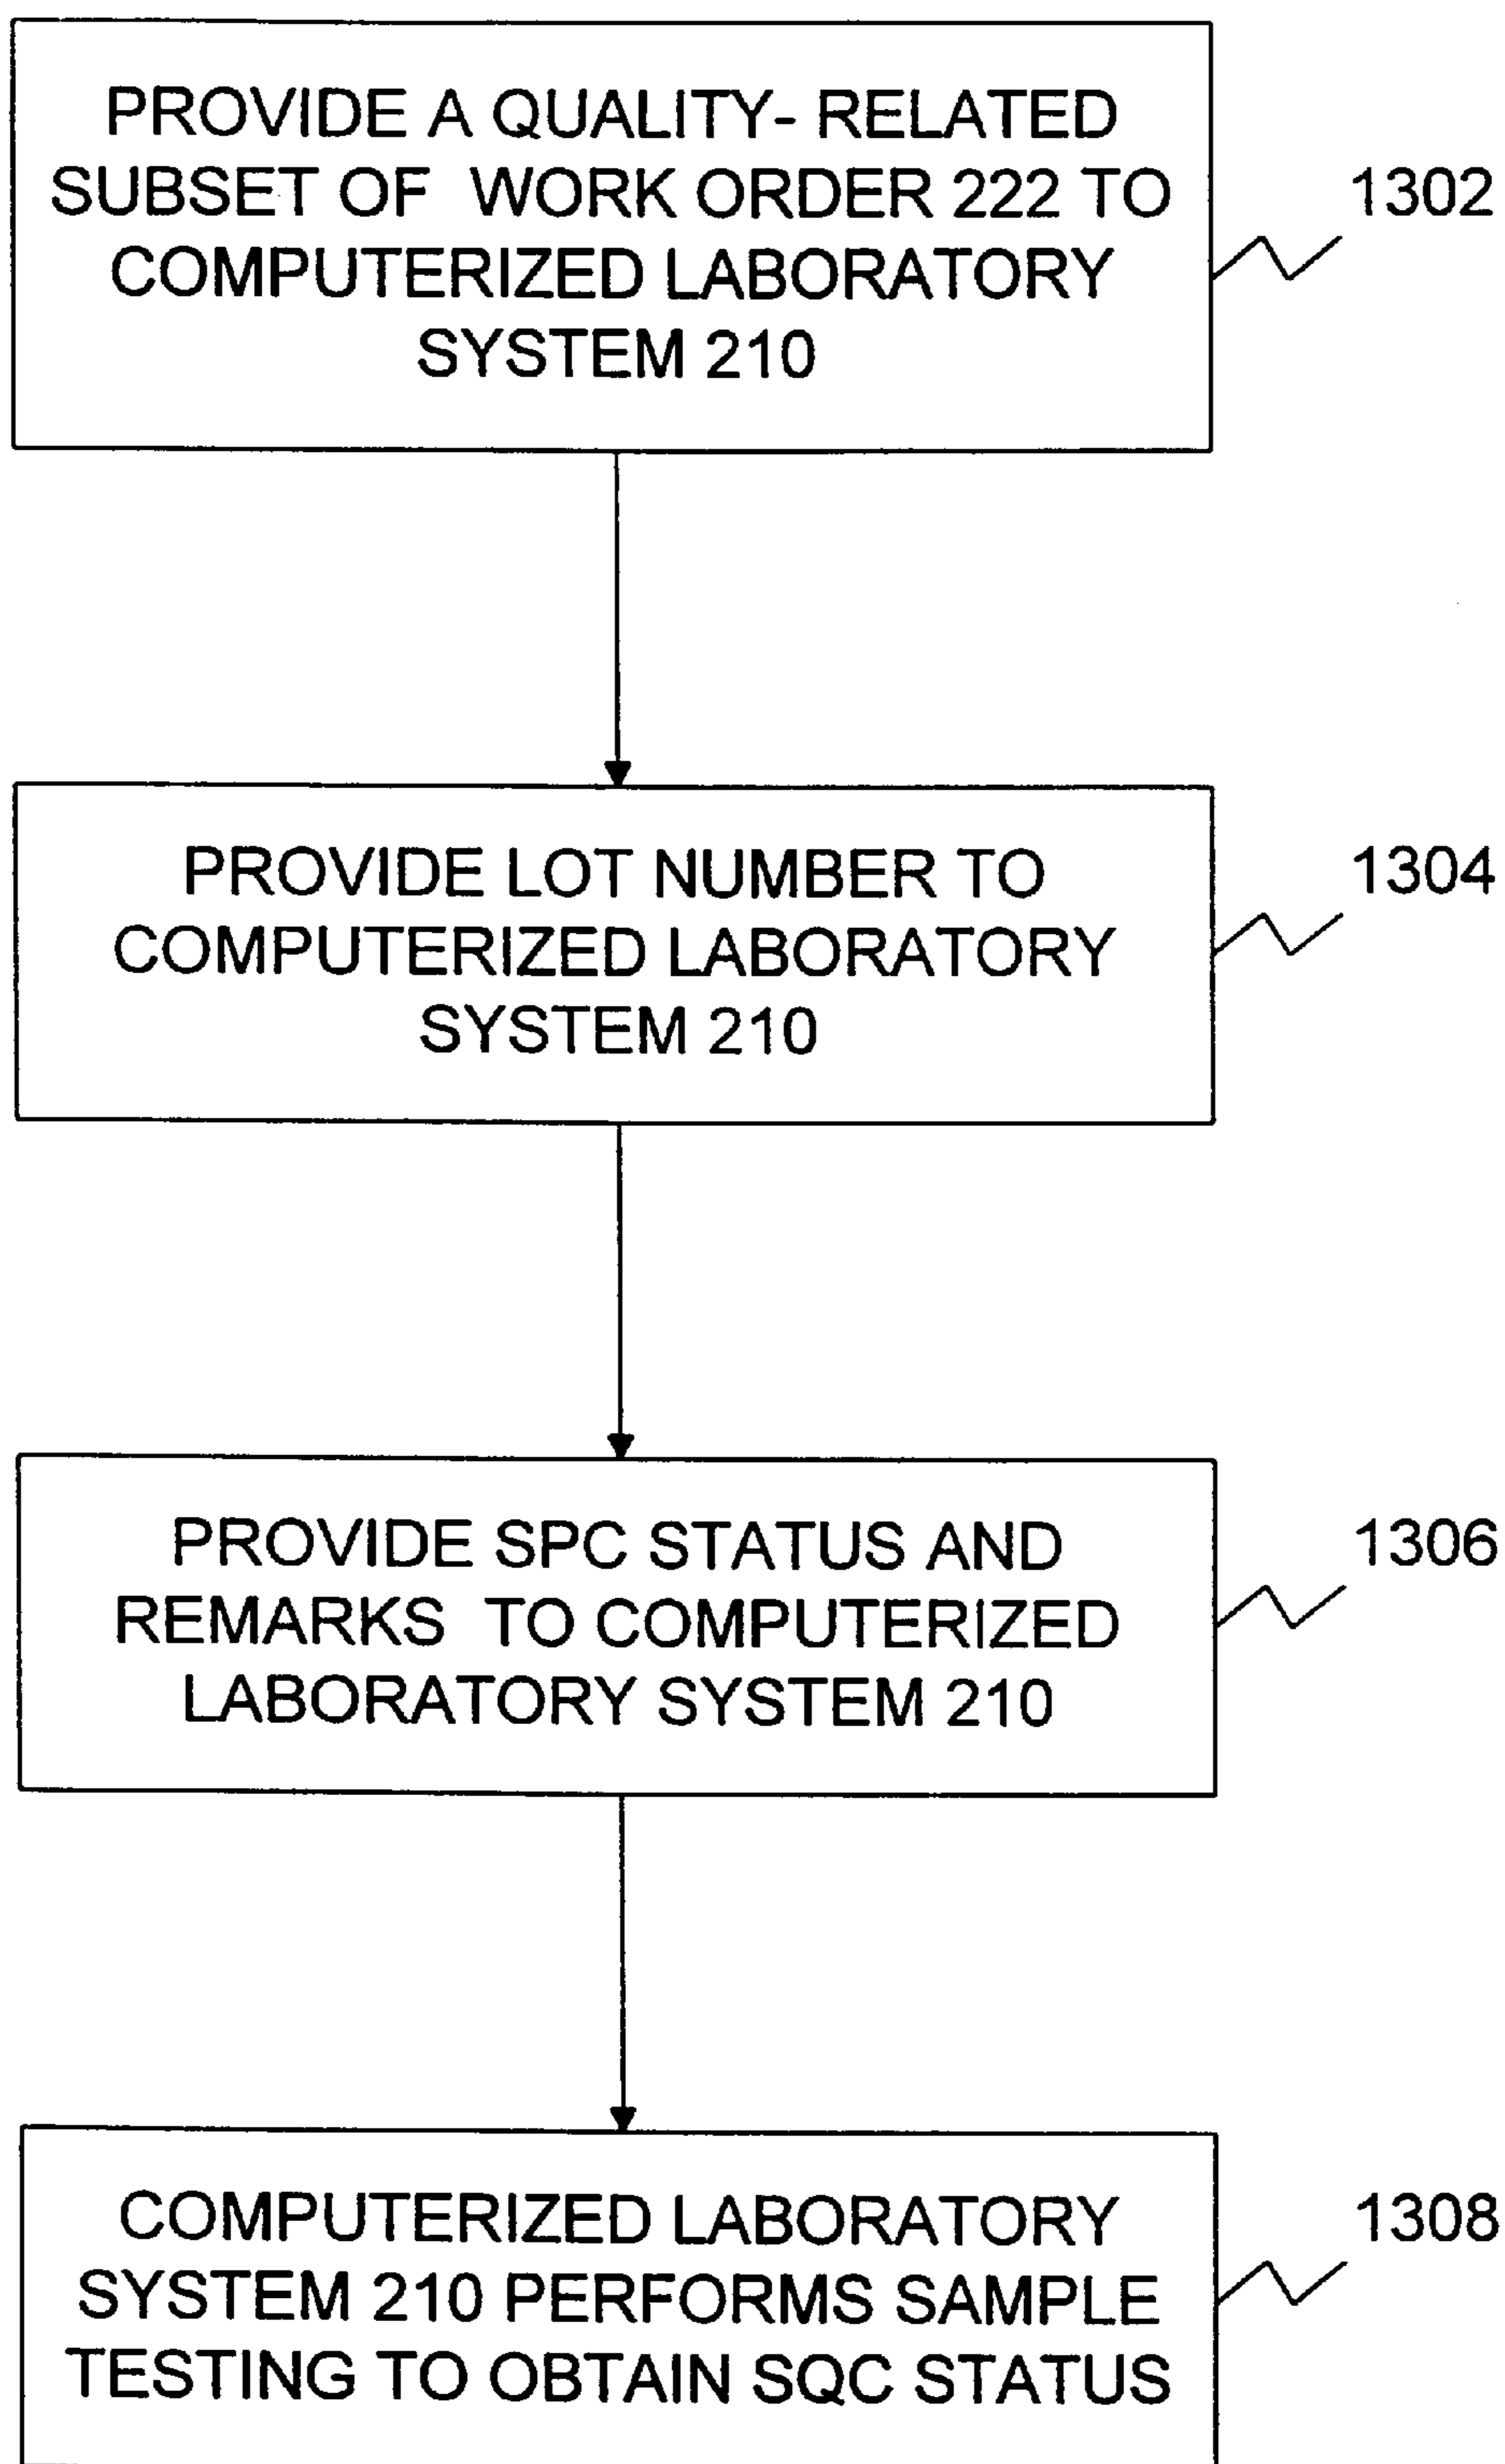 PROVIDE A QUALITY- RELATED
SUBSET OF WORK ORDER 222 TO
COMPUTERIZED LABORATORY
SYSTEM 210
1302
PROVIDE LOT NUMBER TO
COMPUTERIZED LABORATORY
SYSTEM 210
1304
PROVIDE SPC STATUS AND
REMARKS TO COMPUTERIZED
LABORATORY SYSTEM 210
1306
COMPUTERIZED LABORATORY
SYSTEM 210 PERFORMS SAMPLE
TESTING TO OBTAIN SQC STATUS
1308